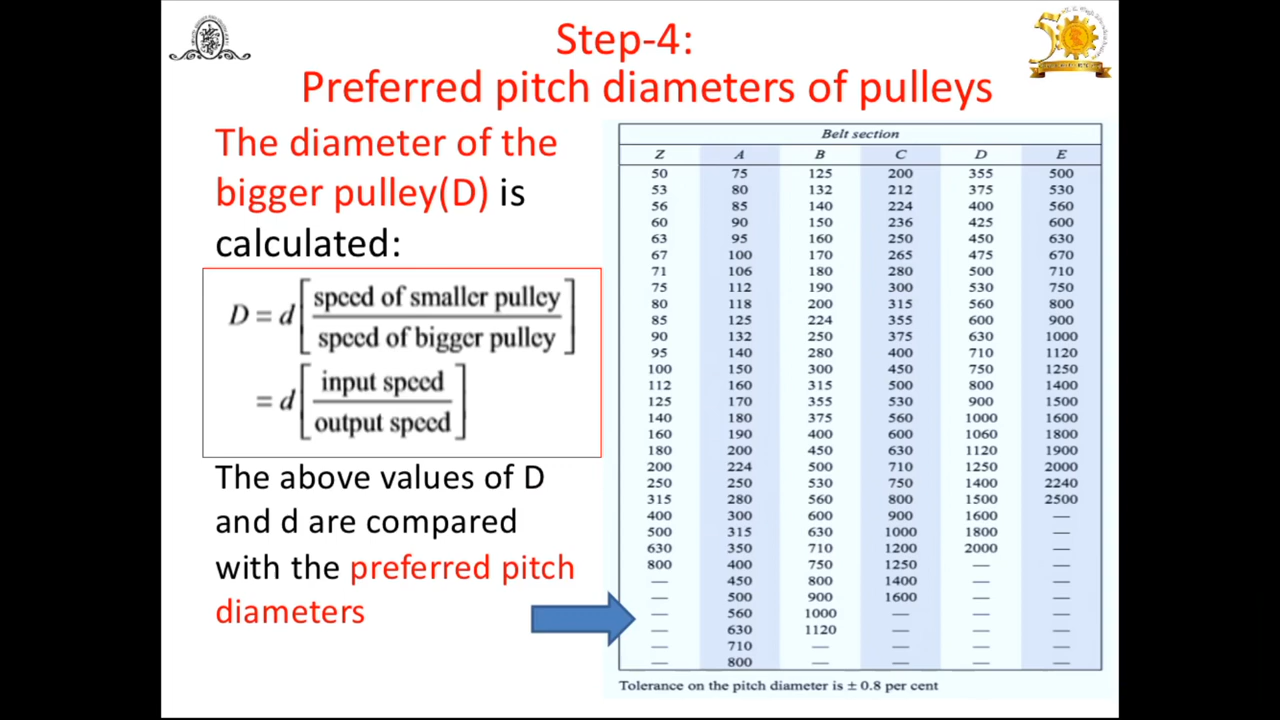 Step-4:
Preferred pitch diameters of pulleys
The diameter of the
bigger pulley(D) is
calculated:
D = d [ speed of smaller pulley / speed of bigger pulley ]
= d [ input speed / output speed ]
The above values of D
and d are compared
with the preferred pitch
diameters
Belt section
Z A B C D E
50 75 125 200 355 500
53 80 132 212 375 530
56 85 140 224 400 560
60 90 150 236 425 600
63 95 160 250 450 630
67 100 170 265 475 670
71 106 180 280 500 710
75 112 190 300 530 750
80 118 200 315 560 800
85 125 224 355 600 900
90 132 250 375 630 1000
95 140 280 400 710 1120
100 150 300 450 750 1250
112 160 315 500 800 1400
125 170 355 530 900 1500
140 180 375 560 1000 1600
160 190 400 600 1060 1800
180 200 450 630 1120 1900
200 224 500 710 1250 2000
250 250 530 750 1400 2240
315 280 560 800 1500 2500
400 300 600 900 1600 —
500 315 630 1000 1800 —
630 350 710 1200 2000 —
800 400 750 1250 — —
— 450 800 1400 — —
— 500 900 1600 — —
— 560 1000 — — —
— 630 1120 — — —
— 710 — — — —
— 800 — — — —
Tolerance on the pitch diameter is ± 0.8 per cent